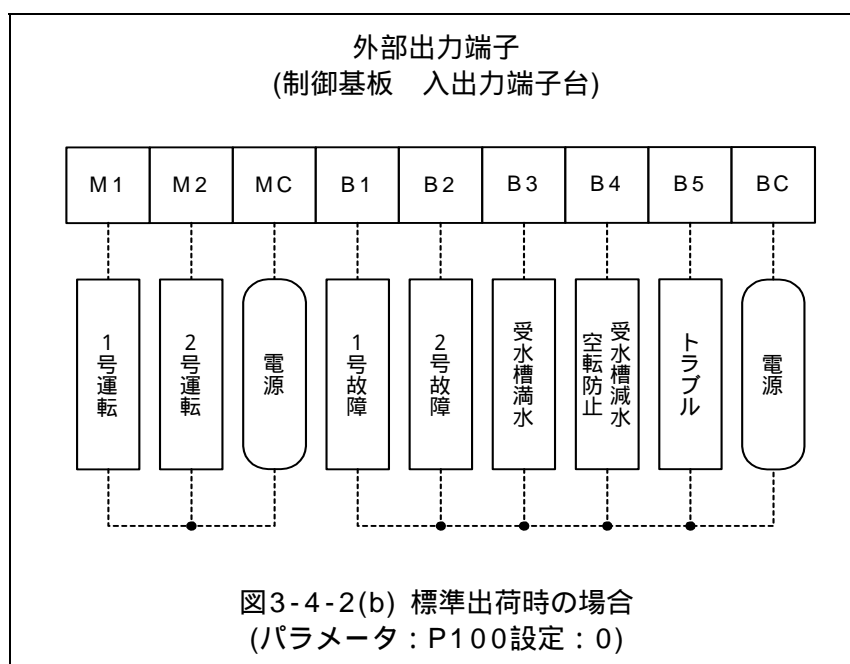 外部出力端子
(制御基板　入出力端子台)
M1
M2
MC
B1
B2
B3
B4
B5
BC
1号運転
2号運転
電源
1号故障
2号故障
受水槽満水
受水槽減水
空転防止
トラブル
電源
図3-4-2(b) 標準出荷時の場合
(パラメータ：P100設定：0)